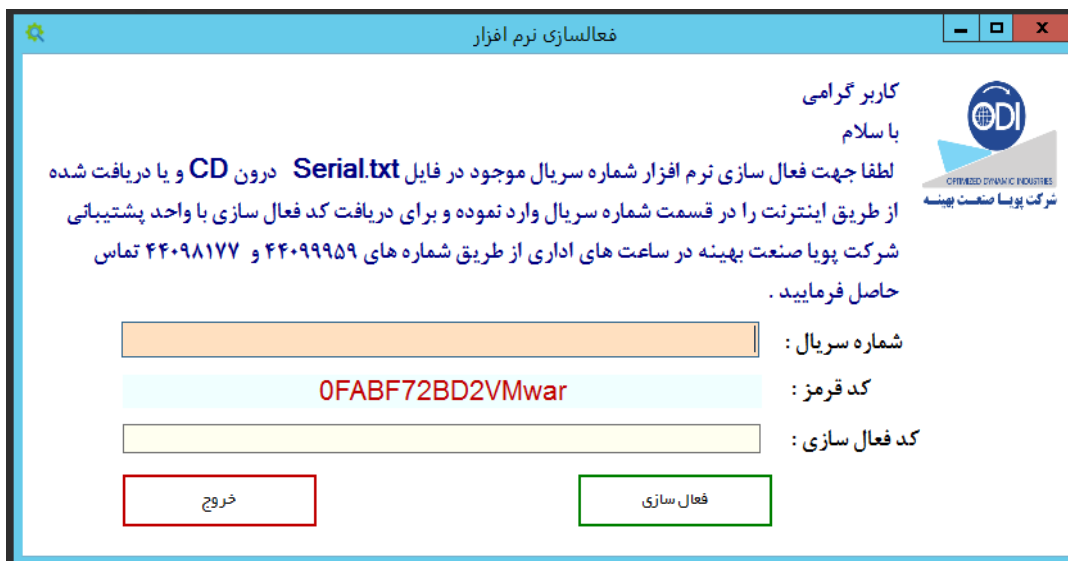 فعالسازی نرم افزار
ODI
OPTIMIZED DYNAMIC INDUSTRIES
شرکت پویـا صنعـت بهینـه
کاربر گرامی
با سلام
لطفا جهت فعال سازی نرم افزار شماره سریال موجود در فایل Serial.txt درون CD و یا دریافت شده
از طریق اینترنت را در قسمت شماره سریال وارد نموده و برای دریافت کد فعال سازی با واحد پشتیبانی
شرکت پویا صنعت بهینه در ساعت های اداری از طریق شماره های ۴۴۰۹۹۹۵۹ و ۴۴۰۹۸۱۷۷ تماس
حاصل فرمایید .
شماره سریال :
کد قرمز : 0FABF72BD2VMwar
کد فعال سازی :
فعال سازی
خروج